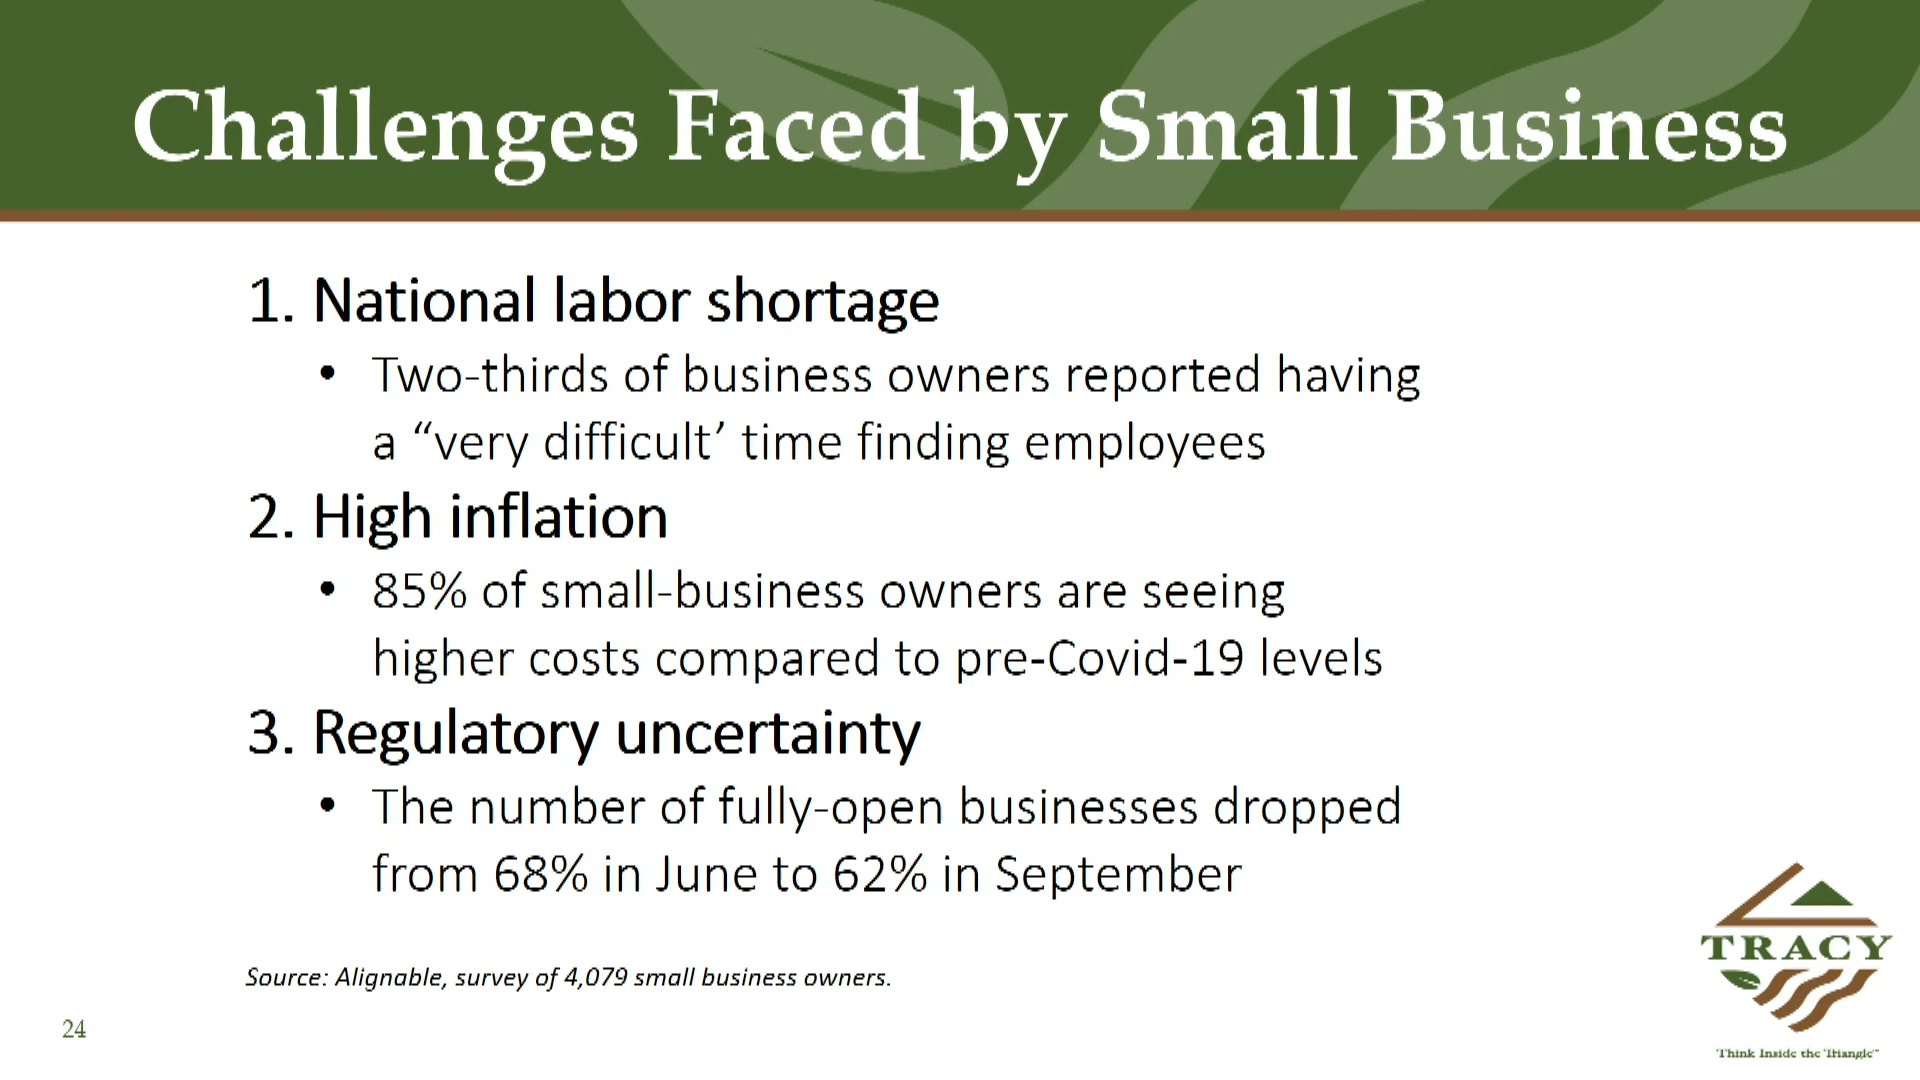 Challenges Faced by Small Business
1. National labor shortage
• Two-thirds of business owners reported having
a “very difficult’ time finding employees
2. High inflation
• 85% of small-business owners are seeing
higher costs compared to pre-Covid-19 levels
3. Regulatory uncertainty
• The number of fully-open businesses dropped
from 68% in June to 62% in September
Source: Alignable, survey of 4,079 small business owners.
24
TRACY
Think Inside the Triangle™